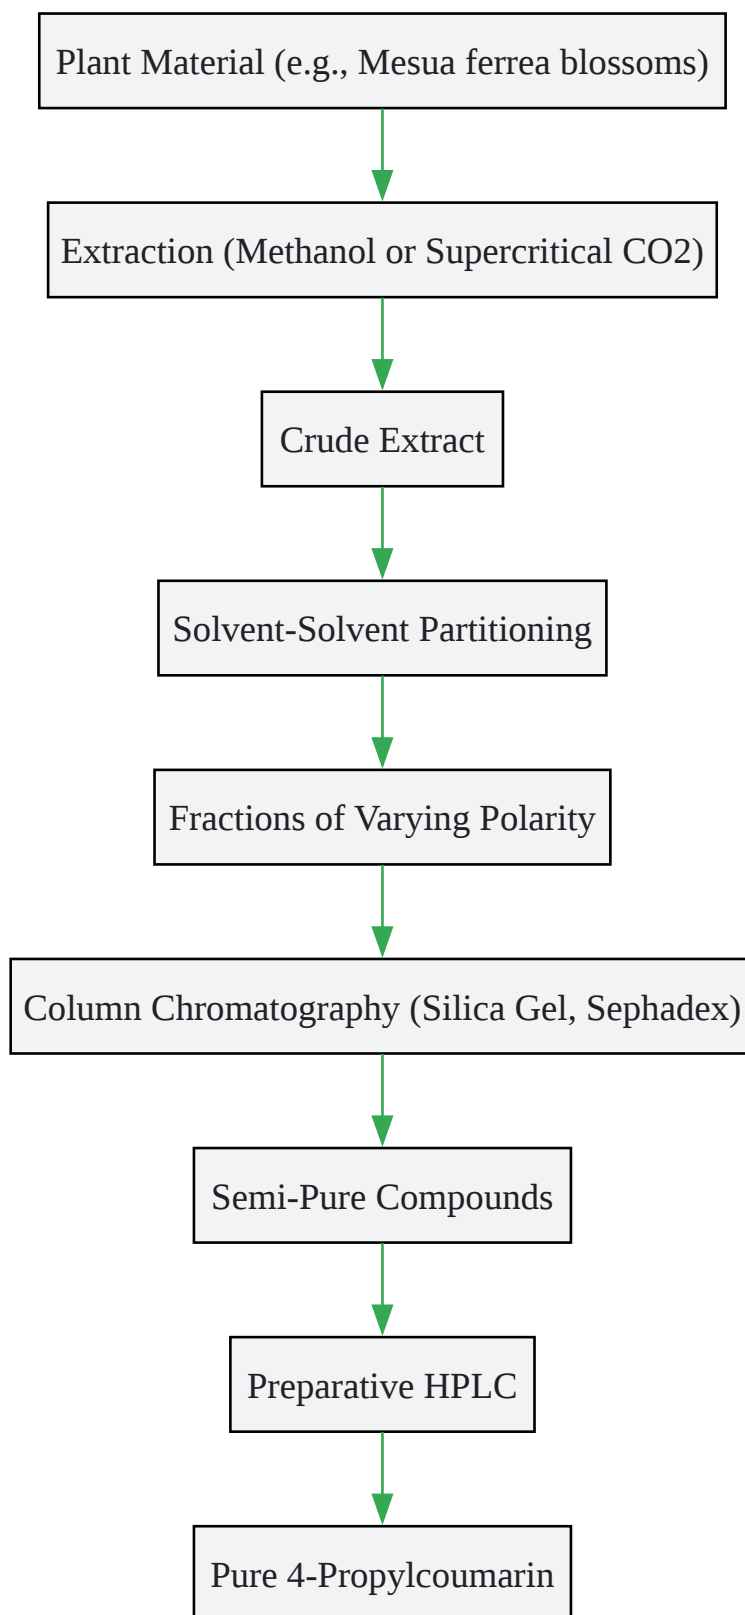 Plant Material (e.g., Mesua ferrea blossoms)
Extraction (Methanol or Supercritical CO2)
Crude Extract
Solvent-Solvent Partitioning
Fractions of Varying Polarity
Column Chromatography (Silica Gel, Sephadex)
Semi-Pure Compounds
Preparative HPLC
Pure 4-Propylcoumarin